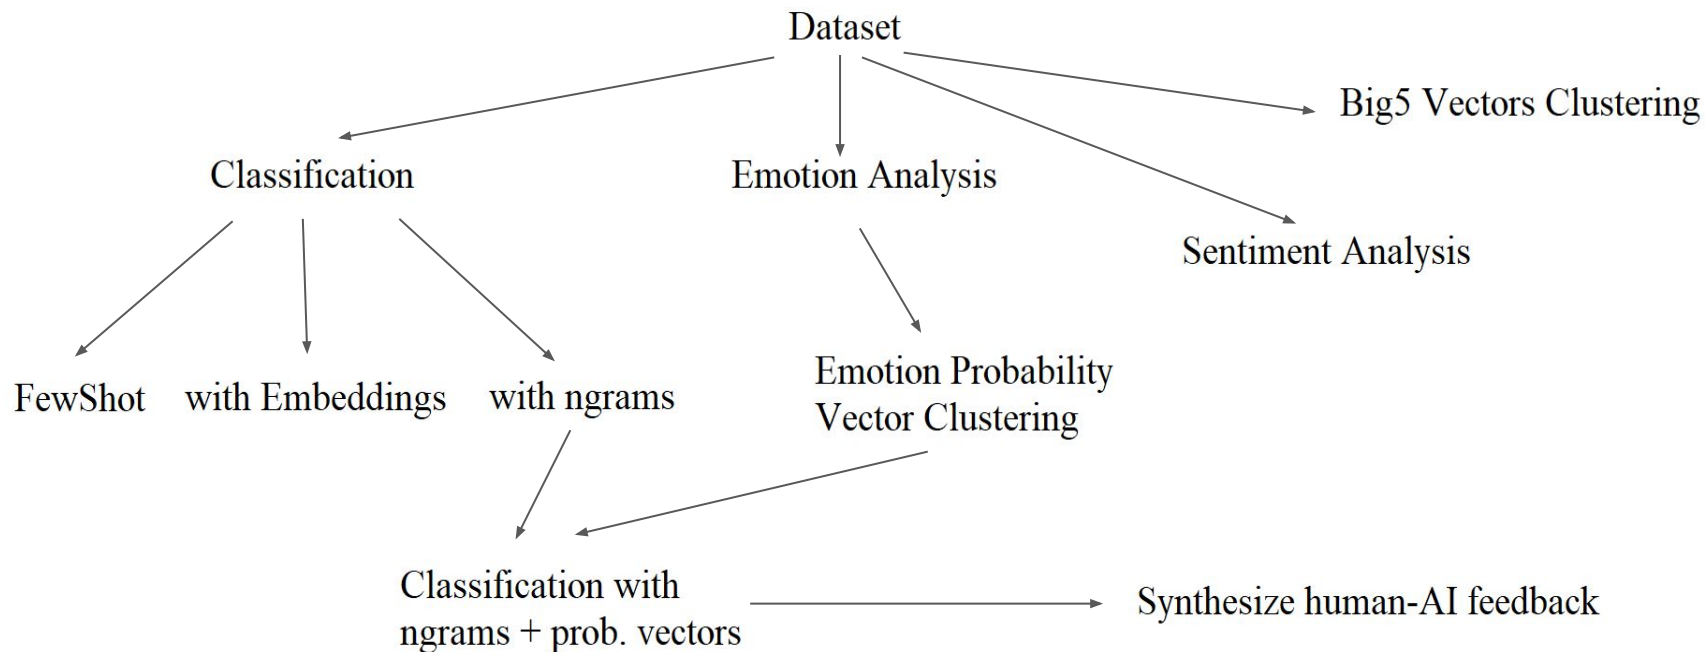 Dataset
Big5 Vectors Clustering
Classification
Emotion Analysis
Sentiment Analysis
FewShot
with Embeddings
with ngrams
Emotion Probability
Vector Clustering
Classification with
ngrams + prob. vectors
Synthesize human-AI feedback